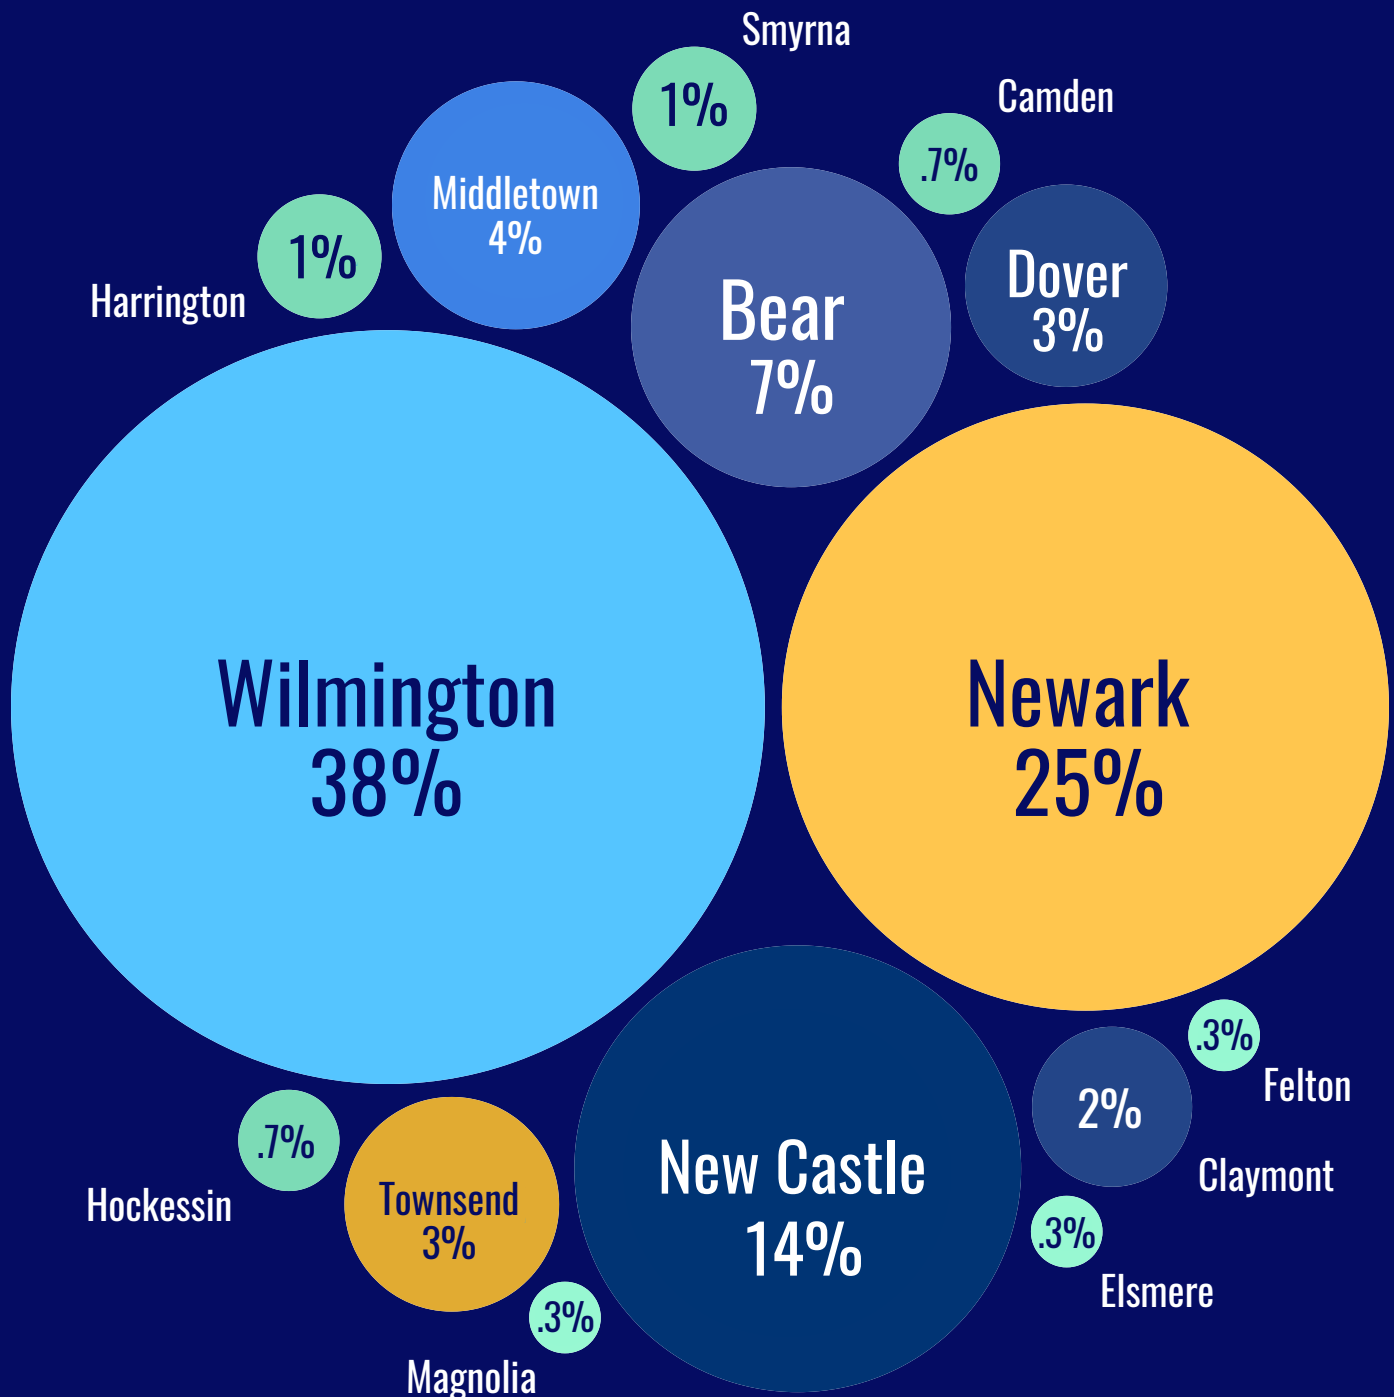 Smyrna
1%
Camden
.7%
Middletown
4%
Harrington
1%
Bear
7%
Dover
3%
Wilmington
38%
Newark
25%
.3%
Felton
2%
Claymont
.7%
Hockessin
Townsend
3%
New Castle
14%
.3%
Elsmere
.3%
Magnolia